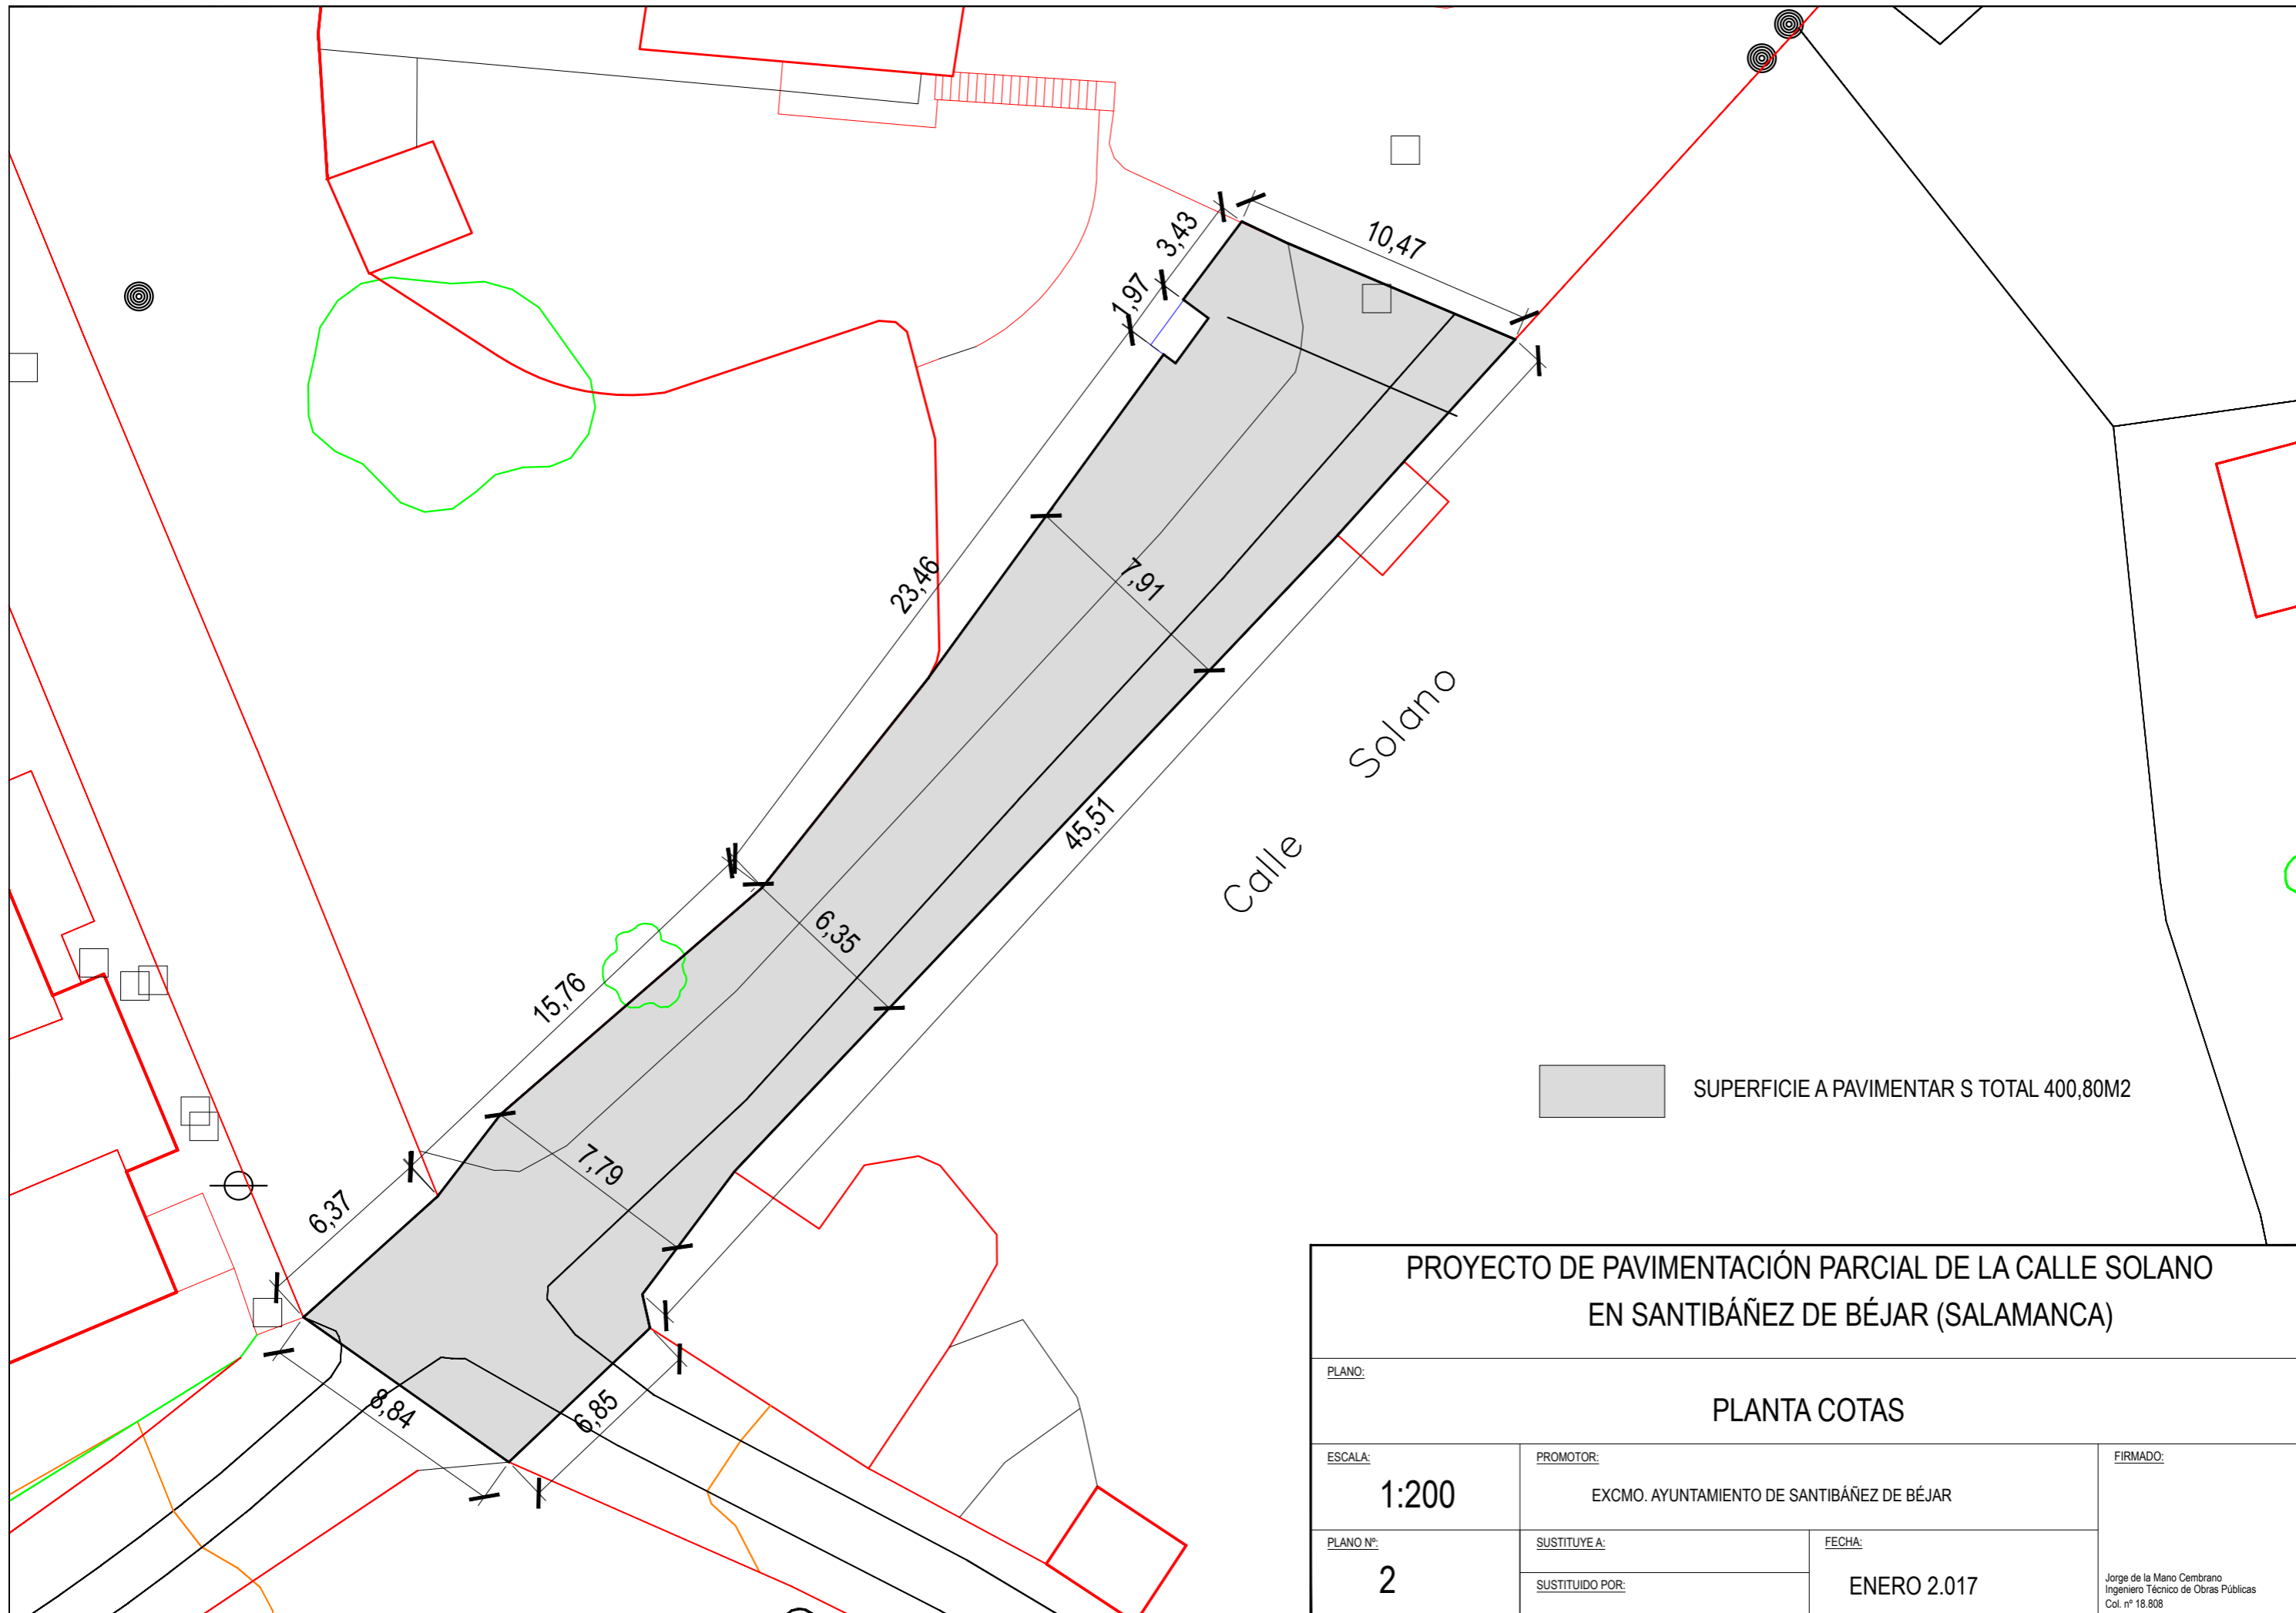 3,43
10,47
1,97
7,91
23,46
Solano
45,51
Calle
6,35
15,76
SUPERFICIE A PAVIMENTAR S TOTAL 400,80M2
7,79
6,37
8,84
6,85
PROYECTO DE PAVIMENTACIÓN PARCIAL DE LA CALLE SOLANO
EN SANTIBÁÑEZ DE BÉJAR (SALAMANCA)
PLANO:
PLANTA COTAS
ESCALA:
1:200
PROMOTOR:
EXCMO. AYUNTAMIENTO DE SANTIBÁÑEZ DE BÉJAR
FIRMADO:
PLANO Nº:
2
SUSTITUYE A:
SUSTITUIDO POR:
FECHA:
ENERO 2.017
Jorge de la Mano Cembrano
Ingeniero Técnico de Obras Públicas
Col. nº 18.808